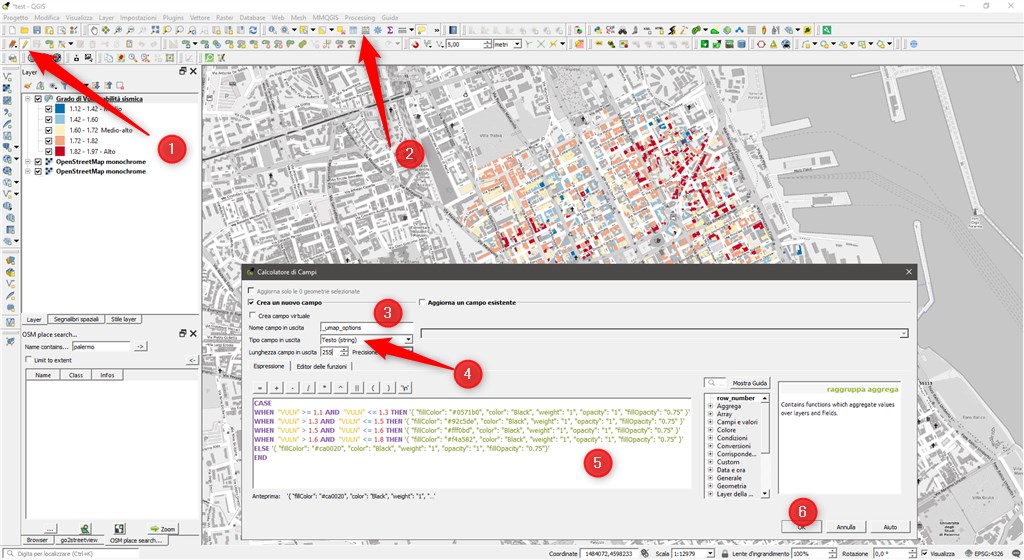 *test - QGIS
Progetto Modifica Visualizza Layer Impostazioni Plugins Vettore Raster Database Web Mesh MMQGIS Processing Guida
5,00 metri
Layer
Grado di Vulnerabilità sismica
1.12 - 1.42
1.42 - 1.60
1.60 - 1.72 Medio-alto
1.72 - 1.82
1.82 - 1.97 - Alto
OpenStreetMap monochrome
OpenStreetMap monochrome
1
2
Layer Segnalibri spaziali Stile layer
OSM place search...
Name contains... palermo ->
Limit to extent <-
Name Class Infos
... Zoom
Browser go2streetview OSM place search...
Calcolatore di Campi
Aggiorna solo le 0 geometrie selezionate
Crea un nuovo campo Aggiorna un campo esistente
Crea campo virtuale
3
Nome campo in uscita _umap_options
Tipo campo in uscita Testo (string)
Lunghezza campo in uscita 255 Precisione
4
Espressione Editor delle funzioni
= + - / * ^ || ( ) '\n'
CASE
WHEN "VULN" >= 1.1 AND "VULN" <= 1.3 THEN '{ "fillColor": "#0571b0", "color": "Black", "weight": "1", "opacity": "1", "fillOpacity": "0.75" }'
WHEN "VULN" > 1.3 AND "VULN" <= 1.5 THEN '{ "fillColor": "#92c5de", "color": "Black", "weight": "1", "opacity": "1", "fillOpacity": "0.75" }'
WHEN "VULN" > 1.5 AND "VULN" <= 1.6 THEN '{ "fillColor": "#fff0bd", "color": "Black", "weight": "1", "opacity": "1", "fillOpacity": "0.75" }'
WHEN "VULN" > 1.6 AND "VULN" <= 1.8 THEN '{ "fillColor": "#f4a582", "color": "Black", "weight": "1", "opacity": "1", "fillOpacity": "0.75" }'
ELSE '{ "fillColor": "#ca0020", "color": "Black", "weight": "1", "opacity": "1", "fillOpacity": "0.75"}'
END
5
Anteprima: '{ "fillColor": "#ca0020", "color": "Black", "weight": "1", "...'
Mostra Guida
row_number
Aggrega
Array
Campi e valori
Colore
Condizioni
Conversioni
Corrisponde...
Custom
Data e ora
Generale
Geometria
Layer della ...
raggruppa aggrega
Contains functions which aggregate values over layers and fields.
6
OK Annulla Aiuto
Digita per localizzare (Ctrl+K) Coordinate 1484072,4598233 Scala 1:12979 Lente d'ingrandimento 100% Rotazione 0,0 ° Visualizza EPSG:4326